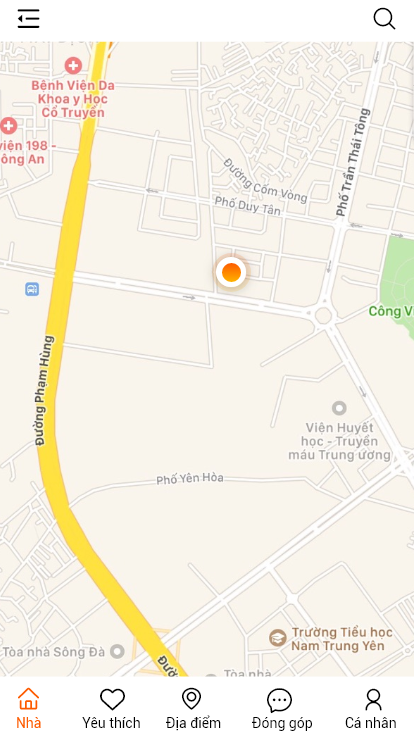 Bệnh Viện Đa
Khoa y Học
Cổ Truyền
viện 198 -
ông An
Đường Cốm Vòng
Phố Duy Tân
Phố Trần Thái Tông
Công V
Đường Phạm Hùng
Viện Huyết
học - Truyền
máu Trung ương
Phố Yên Hòa
Trường Tiểu học
Nam Trung Yên
Tòa nhà Sông Đà
Đườ
Tòa nhà
Nhà
Yêu thích
Địa điểm
Đóng góp
Cá nhân